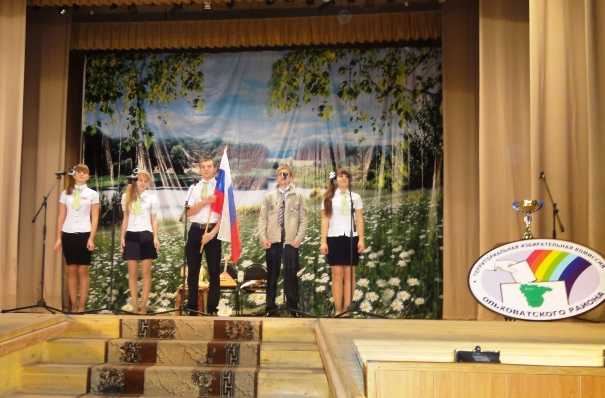 ТЕРРИТОРИАЛЬНАЯ ИЗБИРАТЕЛЬНАЯ КОМИССИЯ
ОЛЬХОВАТСКОГО РАЙОНА